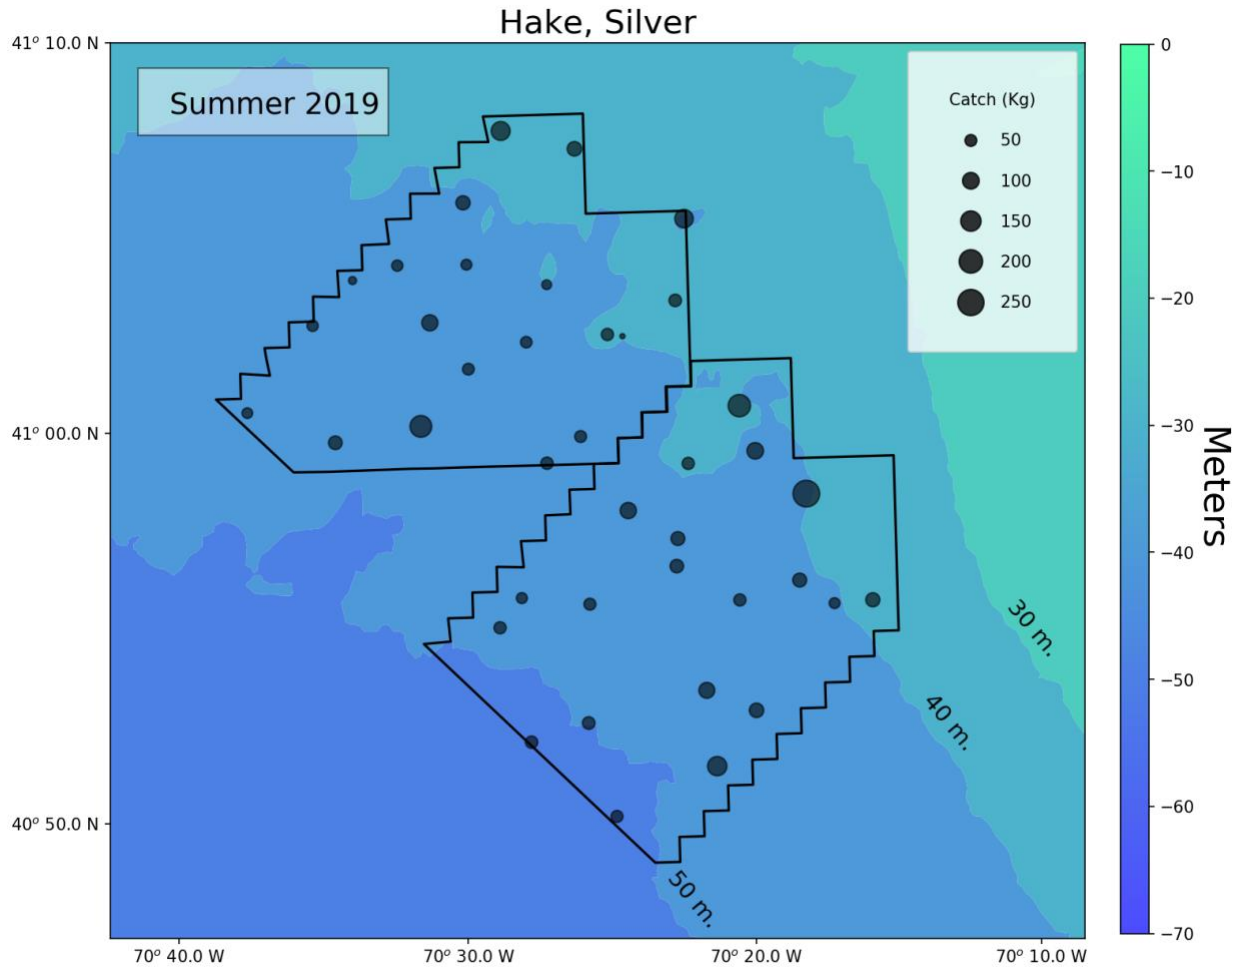 Hake, Silver
41° 10.0 N
41° 00.0 N
40° 50.0 N
70° 40.0 W
70° 30.0 W
70° 20.0 W
70° 10.0 W
Summer 2019
Catch (Kg)
50
100
150
200
250
30 m.
40 m.
50 m.
0
−10
−20
−30
−40
−50
−60
−70
Meters